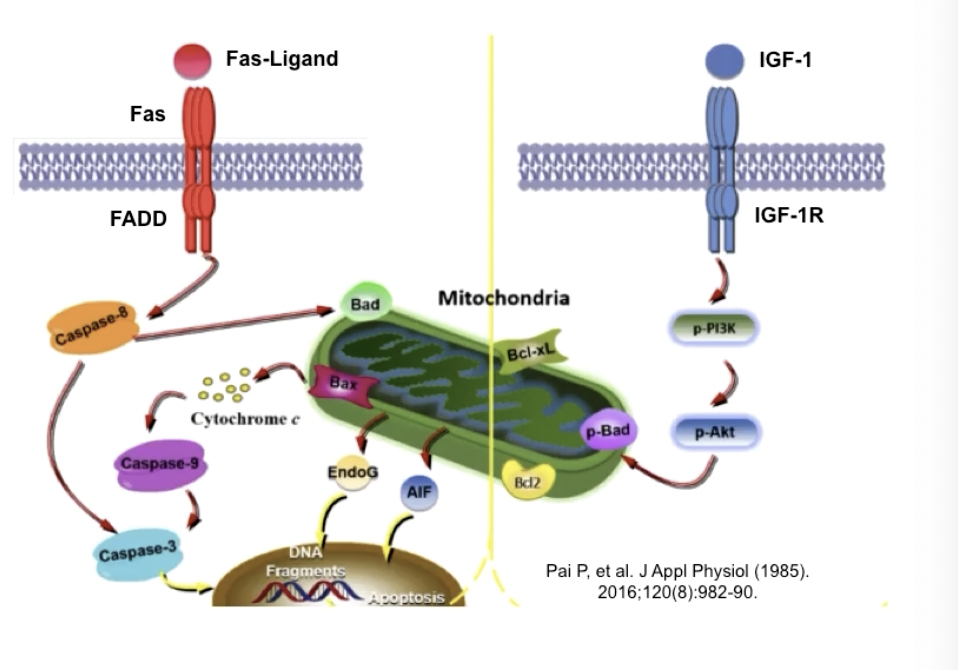 Fas-Ligand
IGF-1
Fas
FADD
IGF-1R
Caspase-8
Bad
Mitochondria
p-PI3K
Bcl-xL
Bax
Cytochrome c
p-Bad
p-Akt
Caspase-9
EndoG
AIF
Bcl2
Caspase-3
DNA
Fragments
Apoptosis
Pai P, et al. J Appl Physiol (1985).
2016;120(8):982-90.